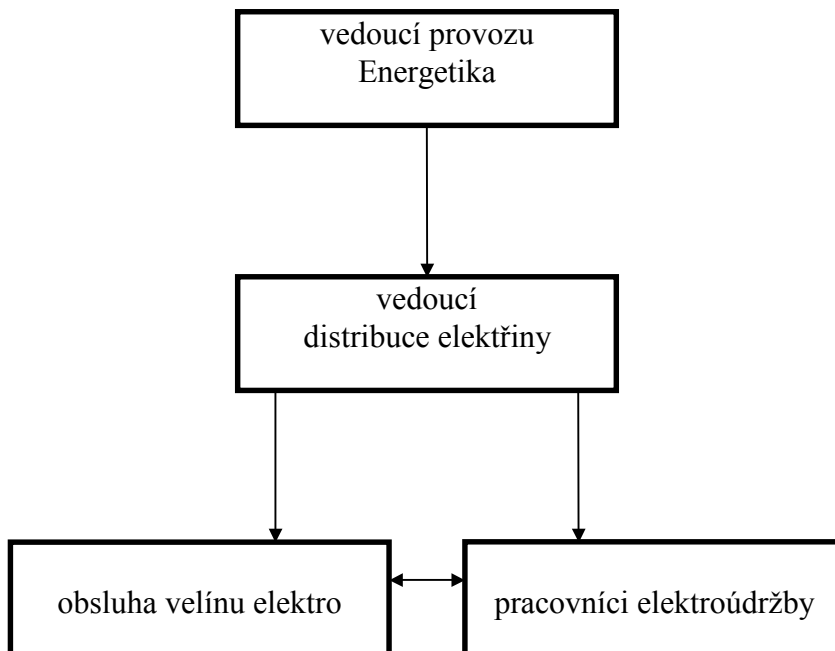 vedoucí provozu
Energetika
vedoucí
distribuce elektřiny
obsluha velínu elektro
pracovníci elektroúdržby